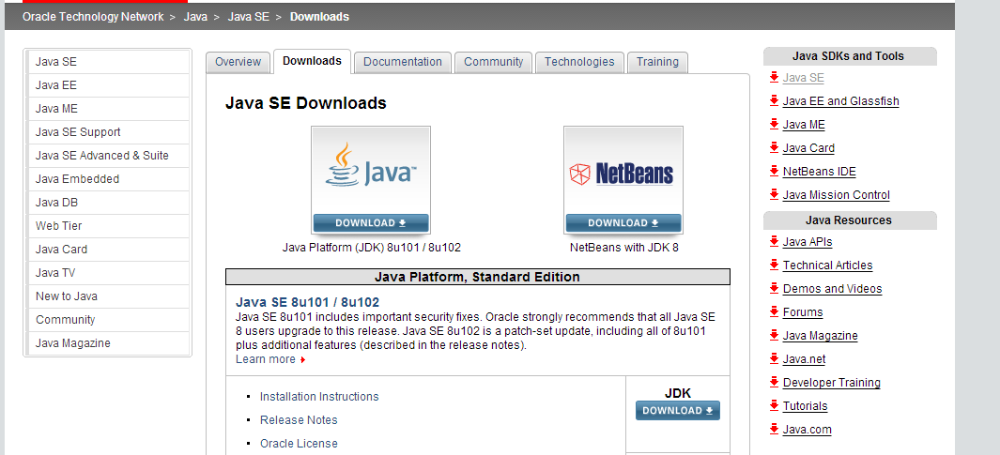 Oracle Technology Network > Java > Java SE > Downloads
Java SE
Java EE
Java ME
Java SE Support
Java SE Advanced & Suite
Java Embedded
Java DB
Web Tier
Java Card
Java TV
New to Java
Community
Java Magazine
Overview Downloads Documentation Community Technologies Training
Java SE Downloads
Java™
DOWNLOAD
Java Platform (JDK) 8u101 / 8u102
NetBeans
DOWNLOAD
NetBeans with JDK 8
Java Platform, Standard Edition
Java SE 8u101 / 8u102
Java SE 8u101 includes important security fixes. Oracle strongly recommends that all Java SE
8 users upgrade to this release. Java SE 8u102 is a patch-set update, including all of 8u101
plus additional features (described in the release notes).
Learn more
Installation Instructions
Release Notes
Oracle License
JDK
DOWNLOAD
Java SDKs and Tools
Java SE
Java EE and Glassfish
Java ME
Java Card
NetBeans IDE
Java Mission Control
Java Resources
Java APIs
Technical Articles
Demos and Videos
Forums
Java Magazine
Java.net
Developer Training
Tutorials
Java.com